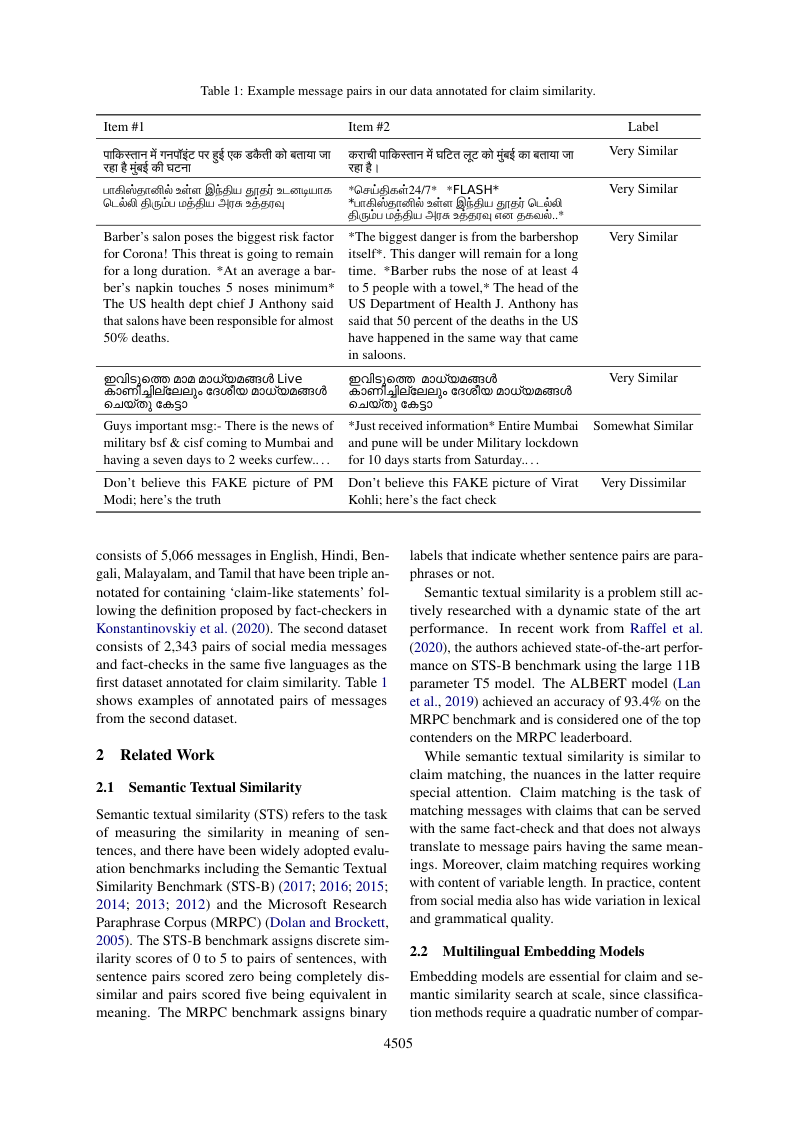 Table 1: Example message pairs in our data annotated for claim similarity.
Item #1 Item #2 Label
पाकिस्तान में गनपॉइंट पर हुई एक डकैती को बताया जा
रहा है मुंबई की घटना
कराची पाकिस्तान में घटित लूट को मुंबई का बताया जा
रहा है।
Very Similar
பாகிஸ்தானில் உள்ள இந்திய தூதர் உடனடியாக
டெல்லி திரும்ப மத்திய அரசு உத்தரவு
*செய்திகள்24/7* *FLASH*
*பாகிஸ்தானில் உள்ள இந்திய தூதர் டெல்லி
திரும்ப மத்திய அரசு உத்தரவு என தகவல்..*
Very Similar
Barber's salon poses the biggest risk factor
for Corona! This threat is going to remain
for a long duration. *At an average a bar-
ber's napkin touches 5 noses minimum*
The US health dept chief J Anthony said
that salons have been responsible for almost
50% deaths.
*The biggest danger is from the barbershop
itself*. This danger will remain for a long
time. *Barber rubs the nose of at least 4
to 5 people with a towel,* The head of the
US Department of Health J. Anthony has
said that 50 percent of the deaths in the US
have happened in the same way that came
in saloons.
Very Similar
ഇവിടുത്തെ മാമ മാധ്യമങ്ങൾ Live
കാണിച്ചില്ലേലും ദേശീയ മാധ്യമങ്ങൾ
ചെയ്തു കേട്ടാ
ഇവിടുത്തെ മാധ്യമങ്ങൾ
കാണിച്ചില്ലേലും ദേശീയ മാധ്യമങ്ങൾ
ചെയ്തു കേട്ടാ
Very Similar
Guys important msg:- There is the news of
military bsf & cisf coming to Mumbai and
having a seven days to 2 weeks curfew....
*Just received information* Entire Mumbai
and pune will be under Military lockdown
for 10 days starts from Saturday....
Somewhat Similar
Don't believe this FAKE picture of PM
Modi; here's the truth
Don't believe this FAKE picture of Virat
Kohli; here's the fact check
Very Dissimilar
consists of 5,066 messages in English, Hindi, Ben-
gali, Malayalam, and Tamil that have been triple an-
notated for containing 'claim-like statements' fol-
lowing the definition proposed by fact-checkers in
Konstantinovskiy et al. (2020). The second dataset
consists of 2,343 pairs of social media messages
and fact-checks in the same five languages as the
first dataset annotated for claim similarity. Table 1
shows examples of annotated pairs of messages
from the second dataset.
2 Related Work
2.1 Semantic Textual Similarity
Semantic textual similarity (STS) refers to the task
of measuring the similarity in meaning of sen-
tences, and there have been widely adopted evalu-
ation benchmarks including the Semantic Textual
Similarity Benchmark (STS-B) (2017; 2016; 2015;
2014; 2013; 2012) and the Microsoft Research
Paraphrase Corpus (MRPC) (Dolan and Brockett,
2005). The STS-B benchmark assigns discrete sim-
ilarity scores of 0 to 5 to pairs of sentences, with
sentence pairs scored zero being completely dis-
similar and pairs scored five being equivalent in
meaning. The MRPC benchmark assigns binary
labels that indicate whether sentence pairs are para-
phrases or not.
Semantic textual similarity is a problem still ac-
tively researched with a dynamic state of the art
performance. In recent work from Raffel et al.
(2020), the authors achieved state-of-the-art perfor-
mance on STS-B benchmark using the large 11B
parameter T5 model. The ALBERT model (Lan
et al., 2019) achieved an accuracy of 93.4% on the
MRPC benchmark and is considered one of the top
contenders on the MRPC leaderboard.
While semantic textual similarity is similar to
claim matching, the nuances in the latter require
special attention. Claim matching is the task of
matching messages with claims that can be served
with the same fact-check and that does not always
translate to message pairs having the same mean-
ings. Moreover, claim matching requires working
with content of variable length. In practice, content
from social media also has wide variation in lexical
and grammatical quality.
2.2 Multilingual Embedding Models
Embedding models are essential for claim and se-
mantic similarity search at scale, since classifica-
tion methods require a quadratic number of compar-
4505